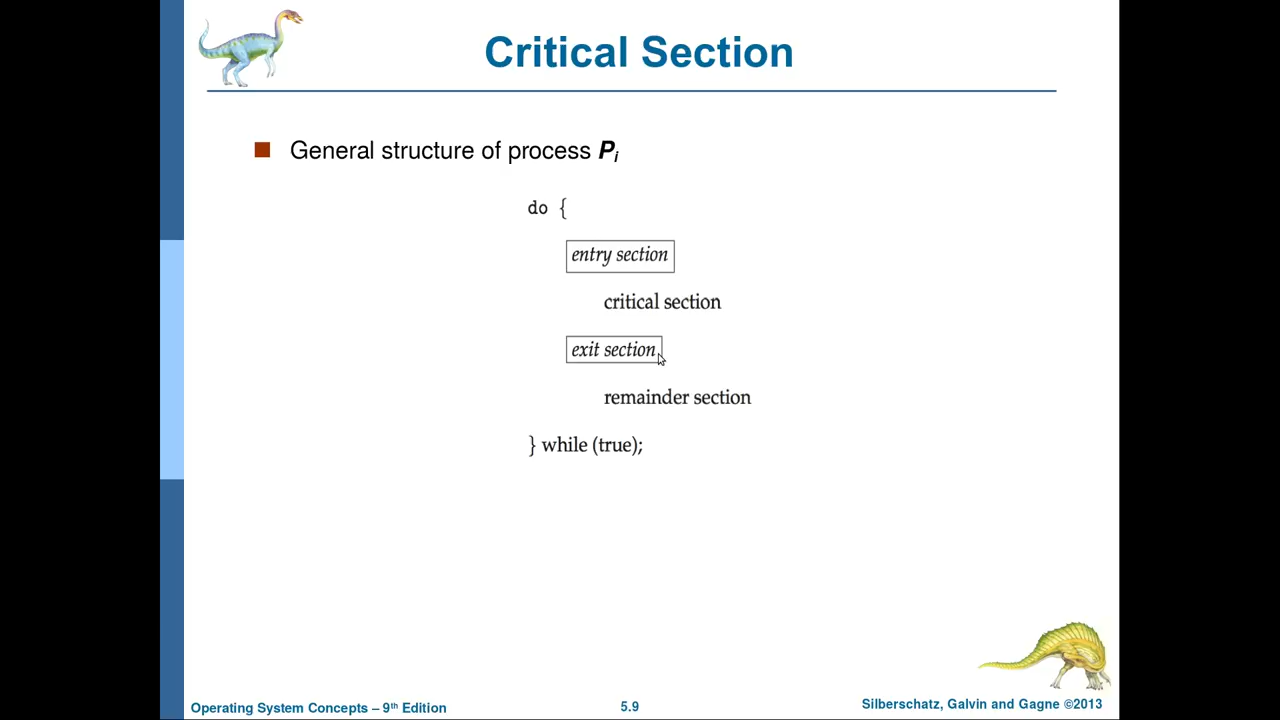 Critical Section
General structure of process Pi
do {
entry section
critical section
exit section
remainder section
} while (true);
Operating System Concepts – 9th Edition
5.9
Silberschatz, Galvin and Gagne ©2013